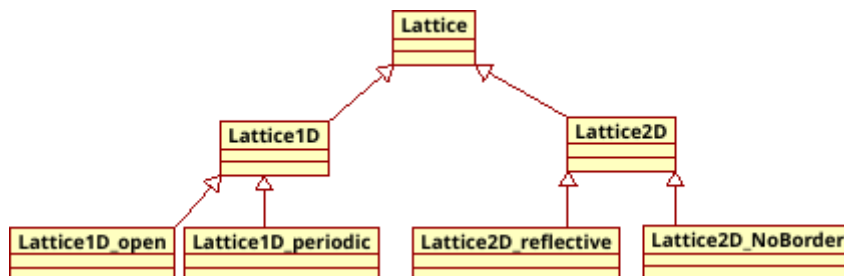 Lattice
Lattice1D
Lattice2D
Lattice1D_open
Lattice1D_periodic
Lattice2D_reflective
Lattice2D_NoBorder